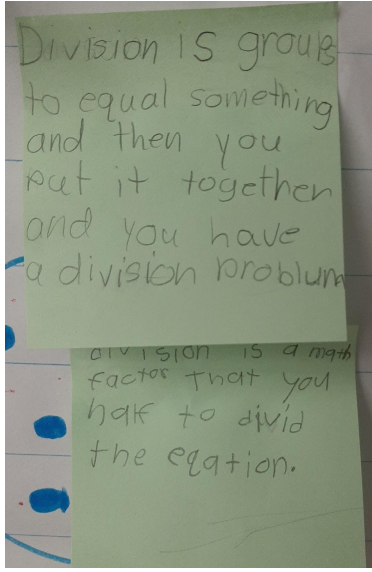 Division is groups
to equal something
and then you
put it together
and you have
a division problum
division is a math
factor that you
haf to divid
the eqation.